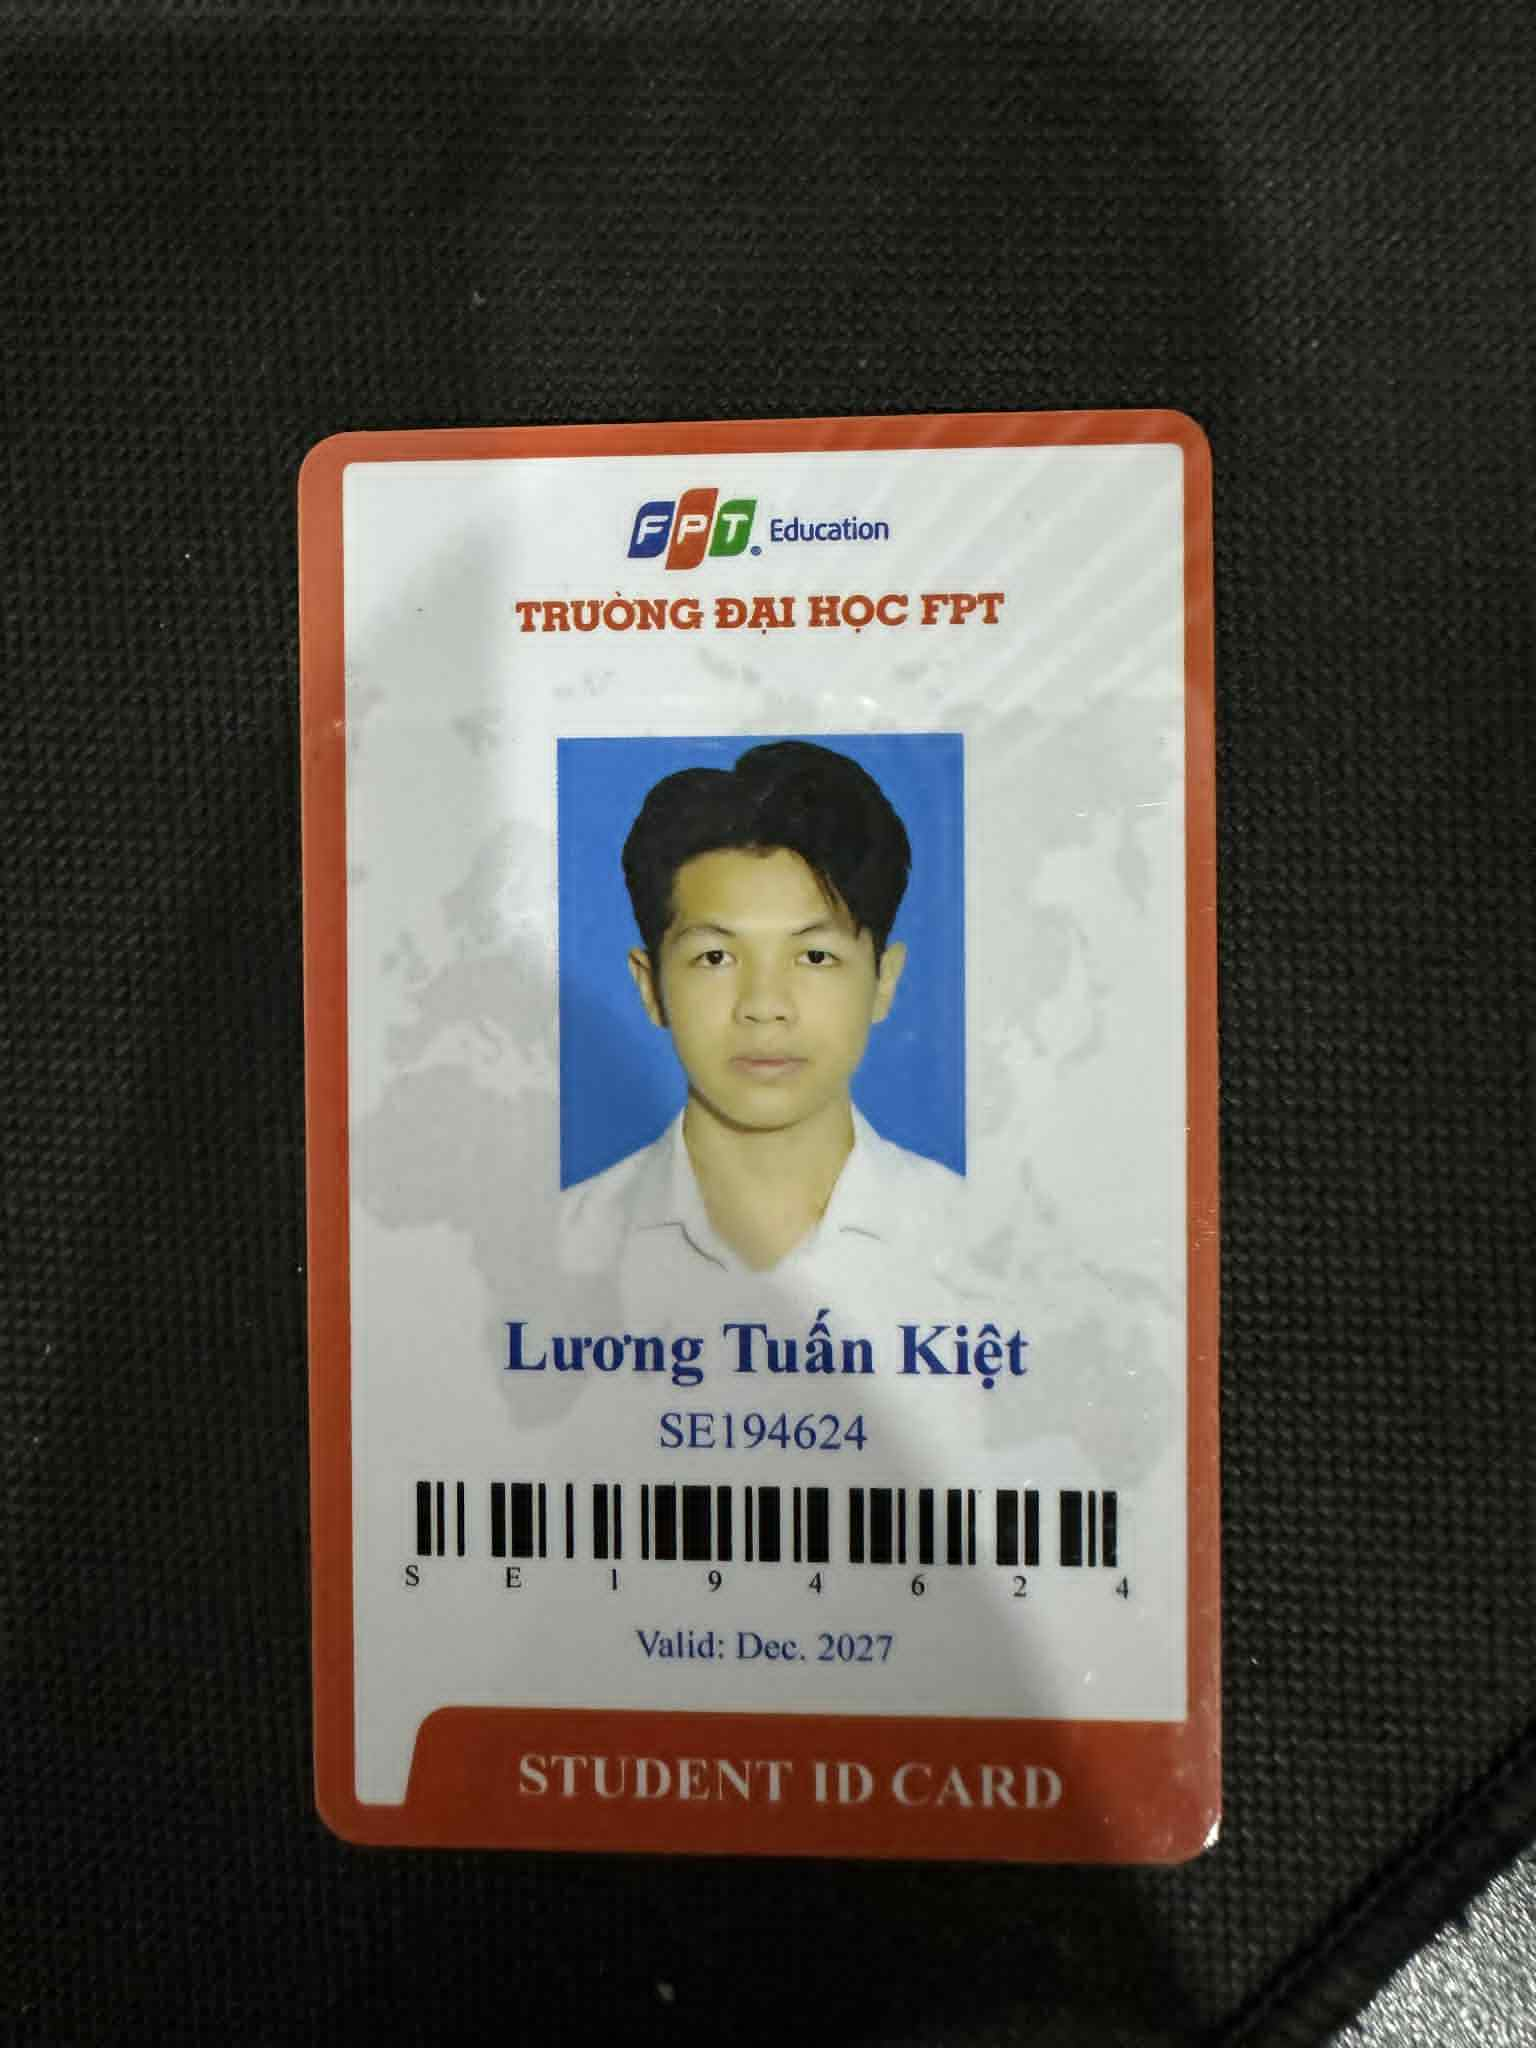 FPT Education
TRƯỜNG ĐẠI HỌC FPT
Lương Tuấn Kiệt
SE194624
S E 1 9 4 6 2 4
Valid: Dec. 2027
STUDENT ID CARD